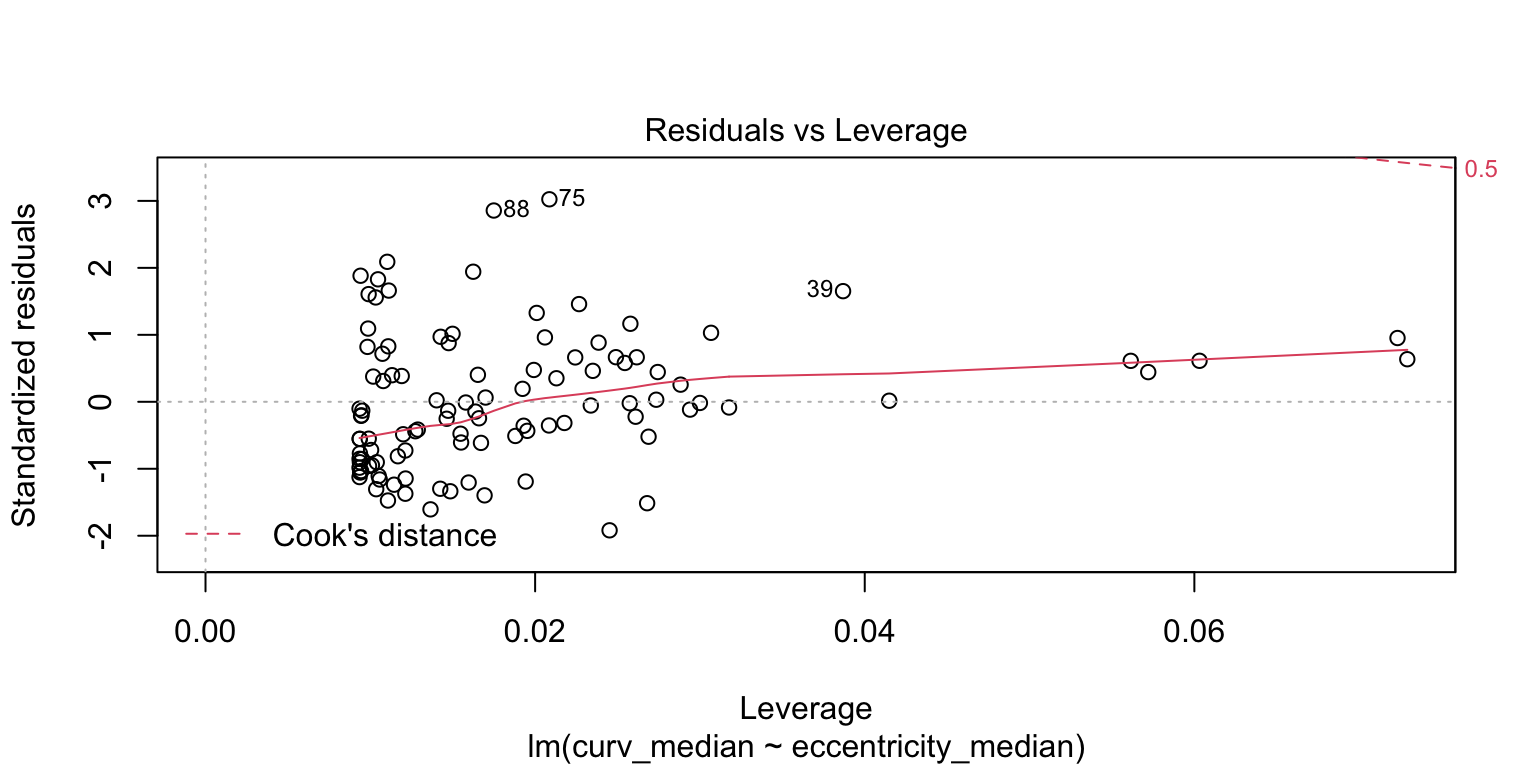 Residuals vs Leverage
Standardized residuals
3
2
1
0
-1
-2
88
75
39
0.5
Cook's distance
0.00
0.02
0.04
0.06
Leverage
lm(curv_median ~ eccentricity_median)